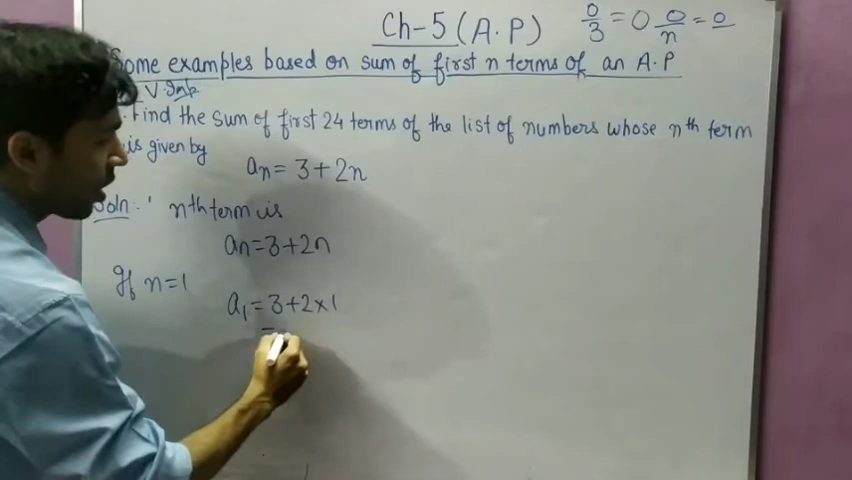 Ch-5 (A.P) 0/3 = 0 0/n = 0
Some examples based on sum of first n terms of an A.P
V. Imp
Find the sum of first 24 terms of the list of numbers whose nth term
is given by
an = 3+2n
Soln: nth term is
an = 3+2n
If n=1
a1 = 3+2×1
=